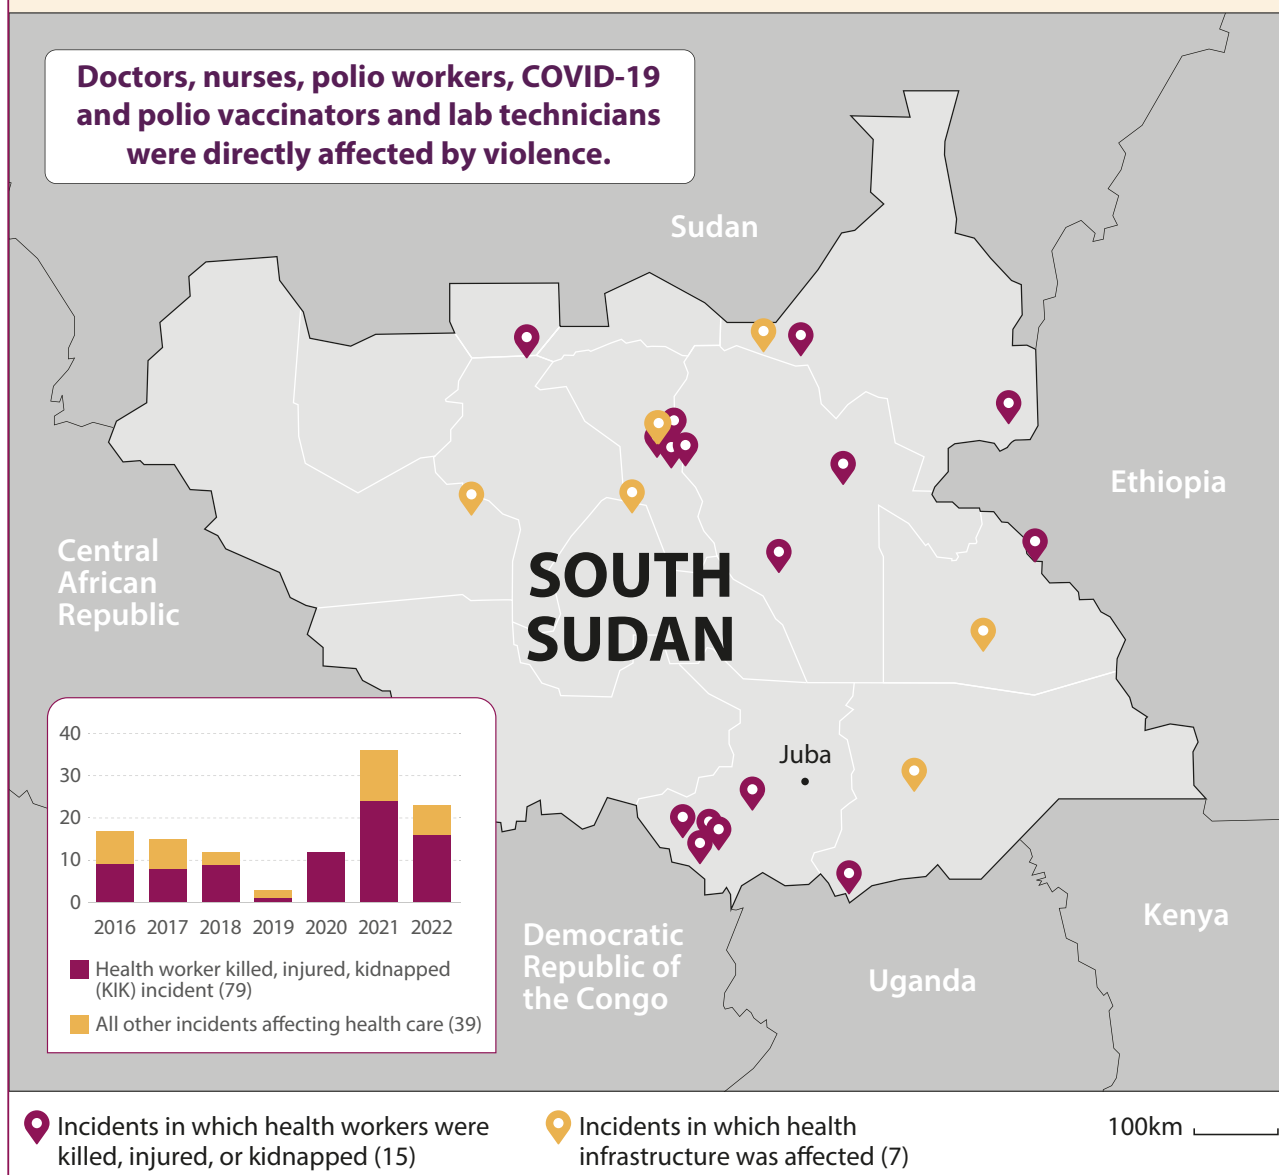 Doctors, nurses, polio workers, COVID-19
and polio vaccinators and lab technicians
were directly affected by violence.
Sudan
Ethiopia
Central
African
Republic
SOUTH
SUDAN
Juba
Kenya
Democratic
Republic of
the Congo
Uganda
40
30
20
10
0
2016 2017 2018 2019 2020 2021 2022
Health worker killed, injured, kidnapped
(KIK) incident (79)
All other incidents affecting health care (39)
Incidents in which health workers were
killed, injured, or kidnapped (15)
Incidents in which health
infrastructure was affected (7)
100km